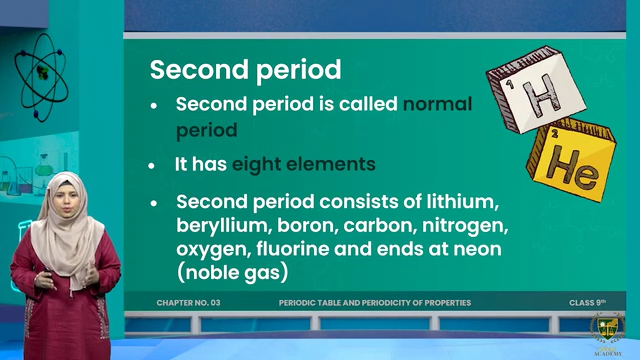 Second period
• Second period is called normal
period
• It has eight elements
• Second period consists of lithium,
beryllium, boron, carbon, nitrogen,
oxygen, fluorine and ends at neon
(noble gas)
1
H
2
He
CHAPTER NO. 03
PERIODIC TABLE AND PERIODICITY OF PROPERTIES
CLASS 9th
ACADEMY